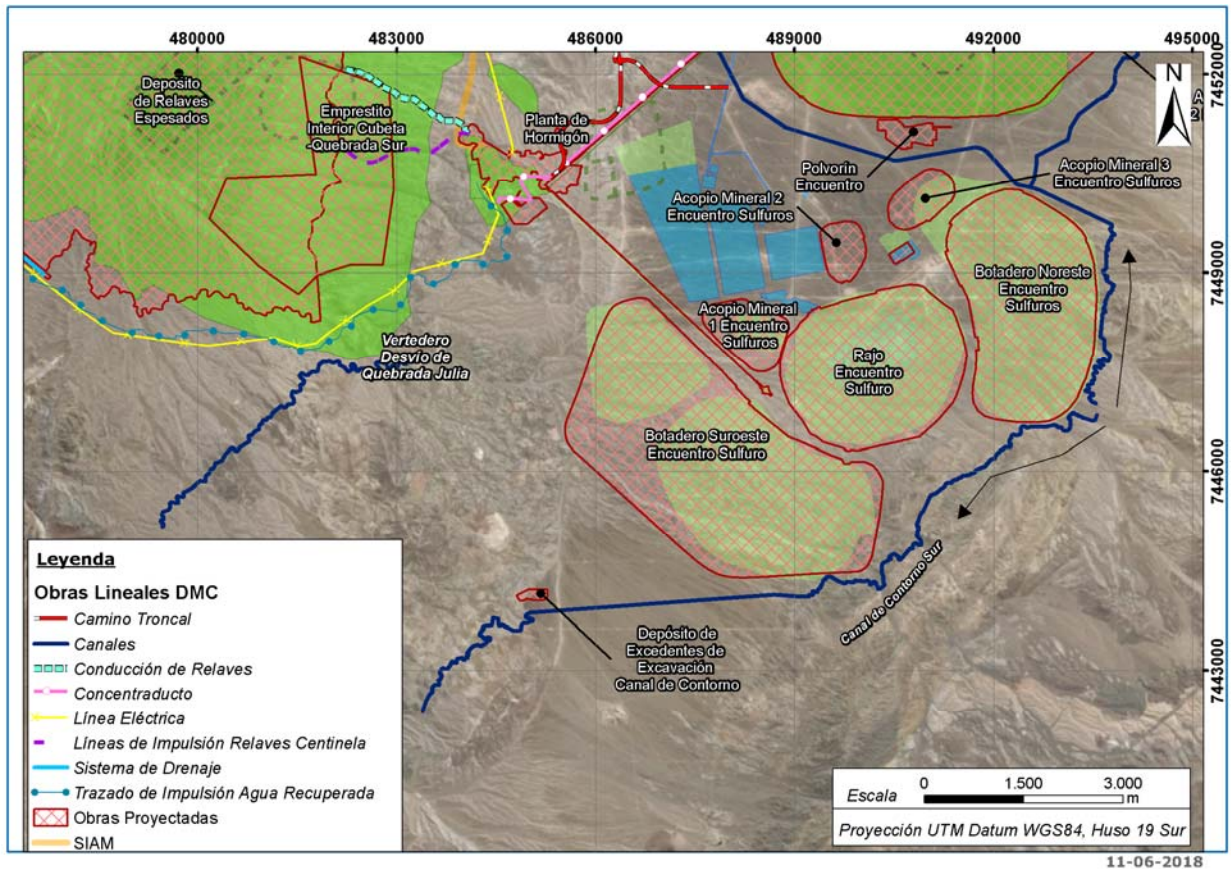 480000
483000
486000
489000
492000
495000
7452000
7449000
7446000
7443000
N
Depósito
de Relaves
Espesados
Emprestito
Interior Cubeta
-Quebrada Sur
Planta de
Hormigón
Polvorín
Encuentro
Acopio Mineral 3
Encuentro Sulfuros
Acopio Mineral 2
Encuentro Sulfuros
Botadero Noreste
Encuentro
Sulfuros
Acopio Mineral
1 Encuentro
Sulfuros
Rajo
Encuentro
Sulfuro
Vertedero
Desvío de
Quebrada Julia
Botadero Suroeste
Encuentro Sulfuro
Canal de Contorno Sur
Depósito de
Excedentes de
Excavación
Canal de Contorno
Leyenda
Obras Lineales DMC
Camino Troncal
Canales
Conducción de Relaves
Concentraducto
Línea Eléctrica
Líneas de Impulsión Relaves Centinela
Sistema de Drenaje
Trazado de Impulsión Agua Recuperada
Obras Proyectadas
SIAM
Escala
0 1.500 3.000
m
Proyección UTM Datum WGS84, Huso 19 Sur
11-06-2018